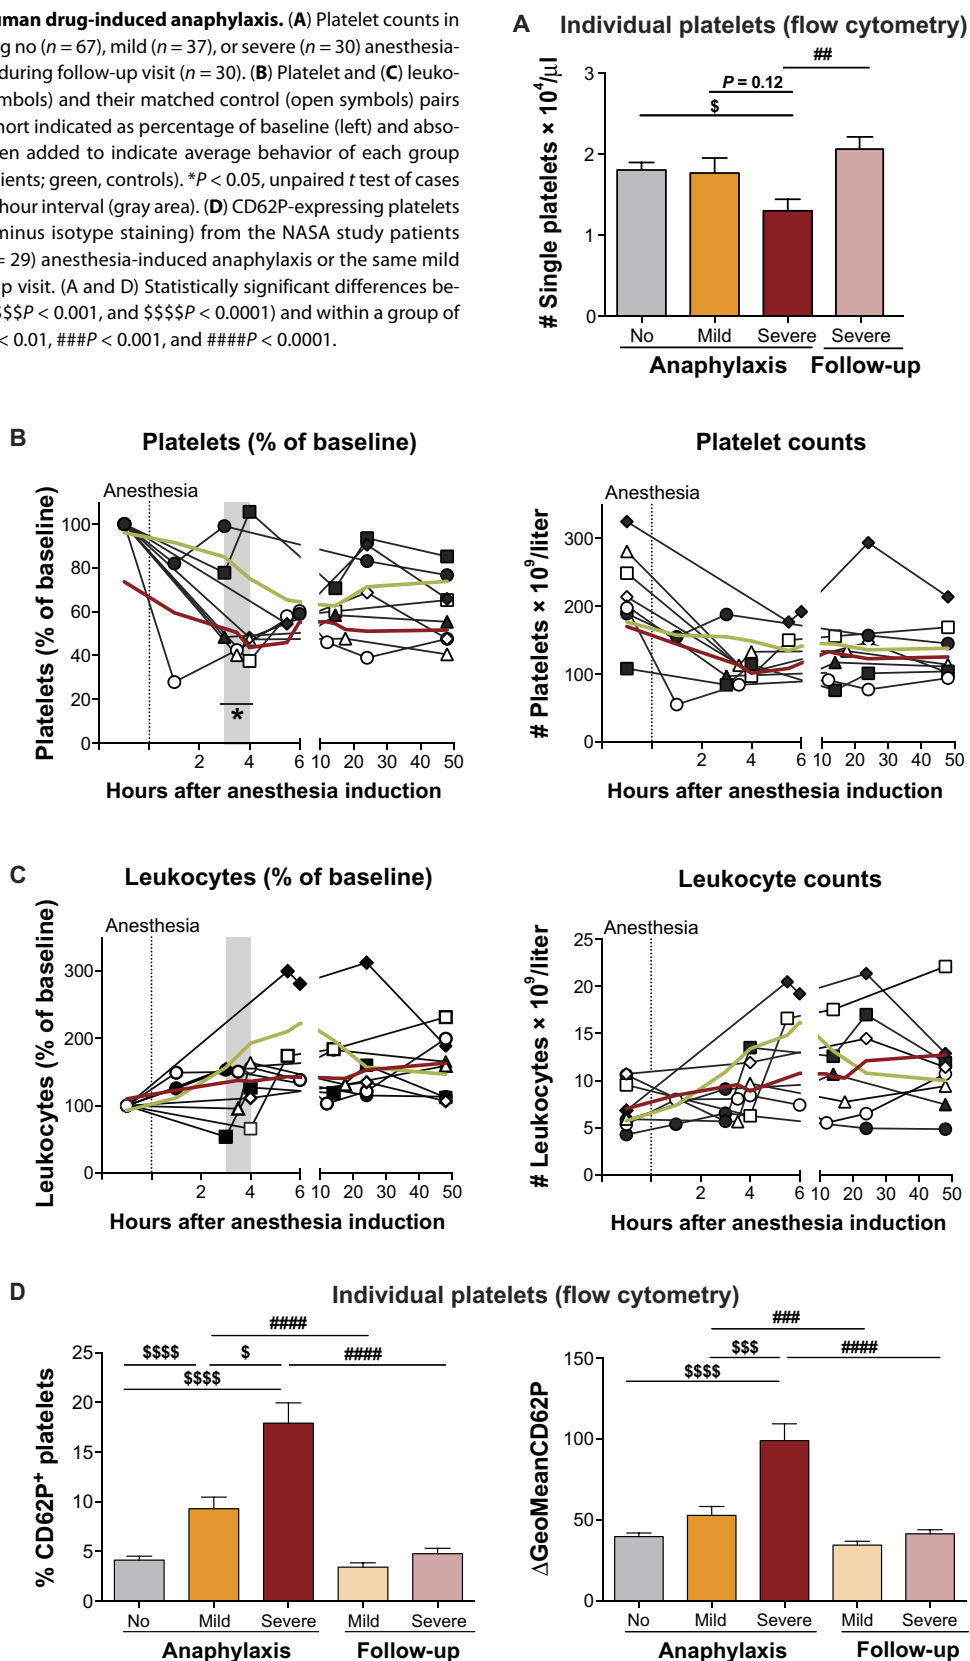 uman drug-induced anaphylaxis. (A) Platelet counts in
g no (n = 67), mild (n = 37), or severe (n = 30) anesthesia-
during follow-up visit (n = 30). (B) Platelet and (C) leuko-
mbols) and their matched control (open symbols) pairs
hort indicated as percentage of baseline (left) and abso-
en added to indicate average behavior of each group
ients; green, controls). *P < 0.05, unpaired t test of cases
hour interval (gray area). (D) CD62P-expressing platelets
minus isotype staining) from the NASA study patients
= 29) anesthesia-induced anaphylaxis or the same mild
p visit. (A and D) Statistically significant differences be-
$$P < 0.001, and $$$$P < 0.0001) and within a group of
< 0.01, ###P < 0.001, and ####P < 0.0001.
A Individual platelets (flow cytometry)
# Single platelets × 10⁴/µl
3
2
1
0
##
P = 0.12
$
No Mild Severe Severe
Anaphylaxis Follow-up
B
Platelets (% of baseline)
Anesthesia
Platelets (% of baseline)
100
80
60
40
20
0
*
2 4 6 10 20 30 40 50
Hours after anesthesia induction
Platelet counts
Anesthesia
# Platelets × 10⁹/liter
300
200
100
0
2 4 6 10 20 30 40 50
Hours after anesthesia induction
C
Leukocytes (% of baseline)
Anesthesia
Leukocytes (% of baseline)
300
200
100
0
2 4 6 10 20 30 40 50
Hours after anesthesia induction
Leukocyte counts
Anesthesia
# Leukocytes × 10⁹/liter
25
20
15
10
5
0
2 4 6 10 20 30 40 50
Hours after anesthesia induction
D Individual platelets (flow cytometry)
% CD62P⁺ platelets
25
20
15
10
5
0
####
$$$$ $ ####
$$$$
No Mild Severe Mild Severe
Anaphylaxis Follow-up
ΔGeoMeanCD62P
150
100
50
0
###
$$$ ####
$$$$
No Mild Severe Mild Severe
Anaphylaxis Follow-up